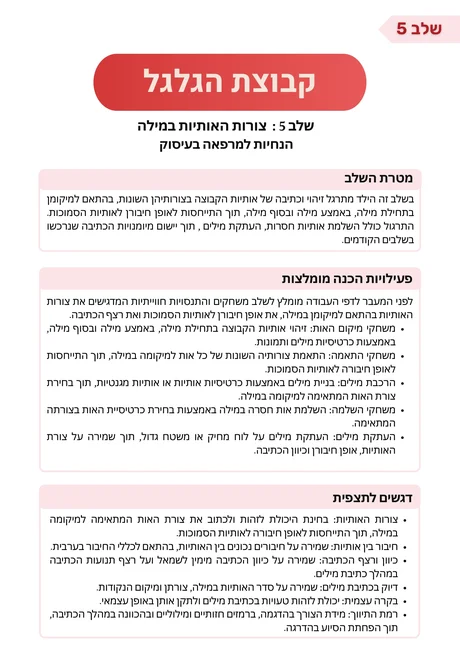 שלב 5
קבוצת הגלגל
שלב 5 : צורות האותיות במילה
הנחיות למרפאה בעיסוק
מטרת השלב
בשלב זה הילד מתרגל זיהוי וכתיבה של אותיות הקבוצה בצורותיהן השונות, בהתאם למיקומן
בתחילת מילה, באמצע מילה ובסוף מילה, תוך התייחסות לאופן חיבורן לאותיות הסמוכות.
התרגול כולל השלמת אותיות חסרות, העתקת מילים , תוך יישום מיומנויות הכתיבה שנרכשו
בשלבים הקודמים.
פעילויות הכנה מומלצות
לפני המעבר לדפי העבודה מומלץ לשלב משחקים והתנסויות חווייתיות המדגישים את צורות
האותיות בהתאם למיקומן במילה, את אופן חיבורן לאותיות הסמוכות ואת רצף הכתיבה.
• משחקי מיקום האות: זיהוי אותיות הקבוצה בתחילת מילה, באמצע מילה ובסוף מילה,
באמצעות כרטיסיות מילים ותמונות.
• משחקי התאמה: התאמת צורותיה השונות של כל אות למיקומה במילה, תוך התייחסות
לאופן חיבורה לאותיות הסמוכות.
• הרכבת מילים: בניית מילים באמצעות כרטיסיות אותיות או אותיות מגנטיות, תוך בחירת
צורת האות המתאימה למיקומה במילה.
• משחקי השלמה: השלמת אות חסרה במילה באמצעות בחירת כרטיסיית האות בצורתה
המתאימה.
• העתקת מילים: העתקת מילים על לוח מחיק או משטח גדול, תוך שמירה על צורת
האותיות, אופן חיבורן וכיוון הכתיבה.
דגשים לתצפית
• צורות האותיות: בחינת היכולת לזהות ולכתוב את צורת האות המתאימה למיקומה
במילה, תוך התייחסות לאופן חיבורה לאותיות הסמוכות.
• חיבור בין אותיות: שמירה על חיבורים נכונים בין האותיות, בהתאם לכללי החיבור בערבית.
• כיוון ורצף הכתיבה: שמירה על כיוון הכתיבה מימין לשמאל ועל רצף תנועות הכתיבה
במהלך כתיבת מילים.
• דיוק בכתיבת מילים: שמירה על סדר האותיות במילה, צורתן ומיקום הנקודות.
• בקרה עצמית: יכולת לזהות טעויות בכתיבת מילים ולתקן אותן באופן עצמאי.
• רמת התיווך: מידת הצורך בהדגמה, ברמזים חזותיים ומילוליים ובהכוונה במהלך הכתיבה,
תוך הפחתת הסיוע בהדרגה.